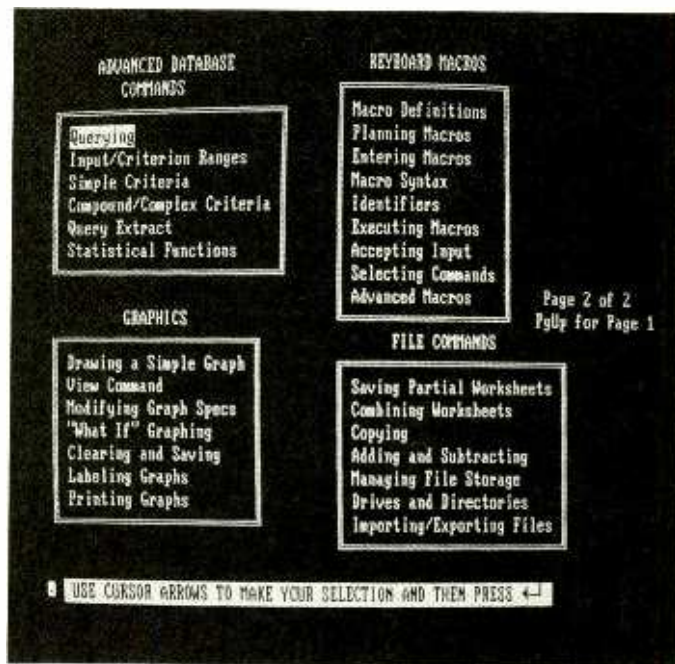 ADVANCED DATABASE
COMMANDS
Querying
Input/Criterion Ranges
Simple Criteria
Compound/Complex Criteria
Query Extract
Statistical Functions
KEYBOARD MACROS
Macro Definitions
Planning Macros
Entering Macros
Macro Syntax
Identifiers
Executing Macros
Accepting Input
Selecting Commands
Advanced Macros
Page 2 of 2
PgUp for Page 1
GRAPHICS
Drawing a Simple Graph
View Command
Modifying Graph Specs
"What If" Graphing
Clearing and Saving
Labeling Graphs
Printing Graphs
FILE COMMANDS
Saving Partial Worksheets
Combining Worksheets
Copying
Adding and Subtracting
Managing File Storage
Drives and Directories
Importing/Exporting Files
USE CURSOR ARROWS TO MAKE YOUR SELECTION AND THEN PRESS ↵